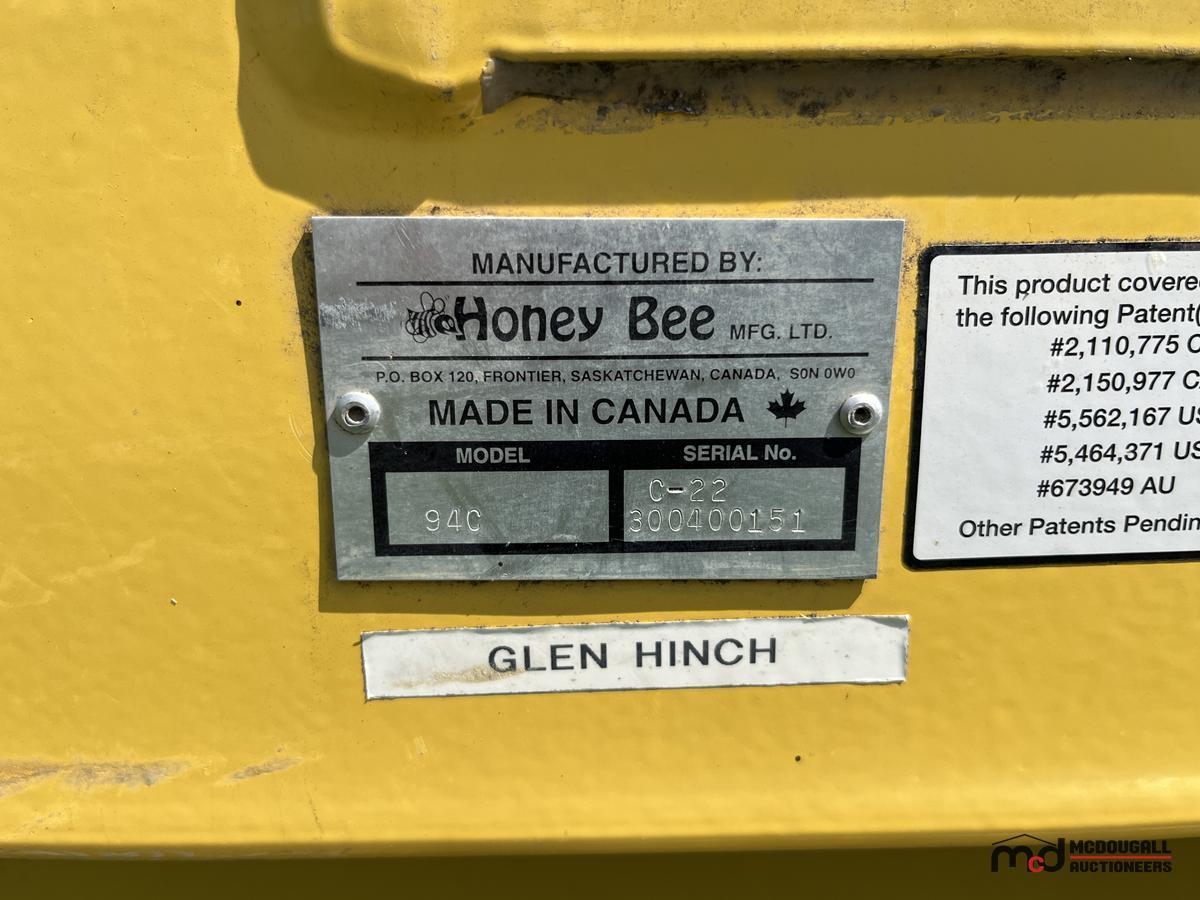 MANUFACTURED BY:
Honey Bee MFG. LTD.
P.O. BOX 120, FRONTIER, SASKATCHEWAN, CANADA, S0N 0W0
MADE IN CANADA
MODEL SERIAL No.
C-22
94C 300400151
GLEN HINCH
This product covered
the following Patent(
#2,110,775 C
#2,150,977 C
#5,562,167 US
#5,464,371 US
#673949 AU
Other Patents Pendin
mcd MCDOUGALL
AUCTIONEERS